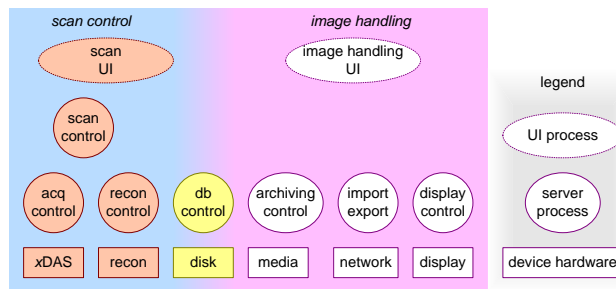 scan control
image handling
scan
UI
image handling
UI
legend
scan
control
UI process
acq
control
recon
control
db
control
archiving
control
import
export
display
control
server
process
xDAS
recon
disk
media
network
display
device hardware